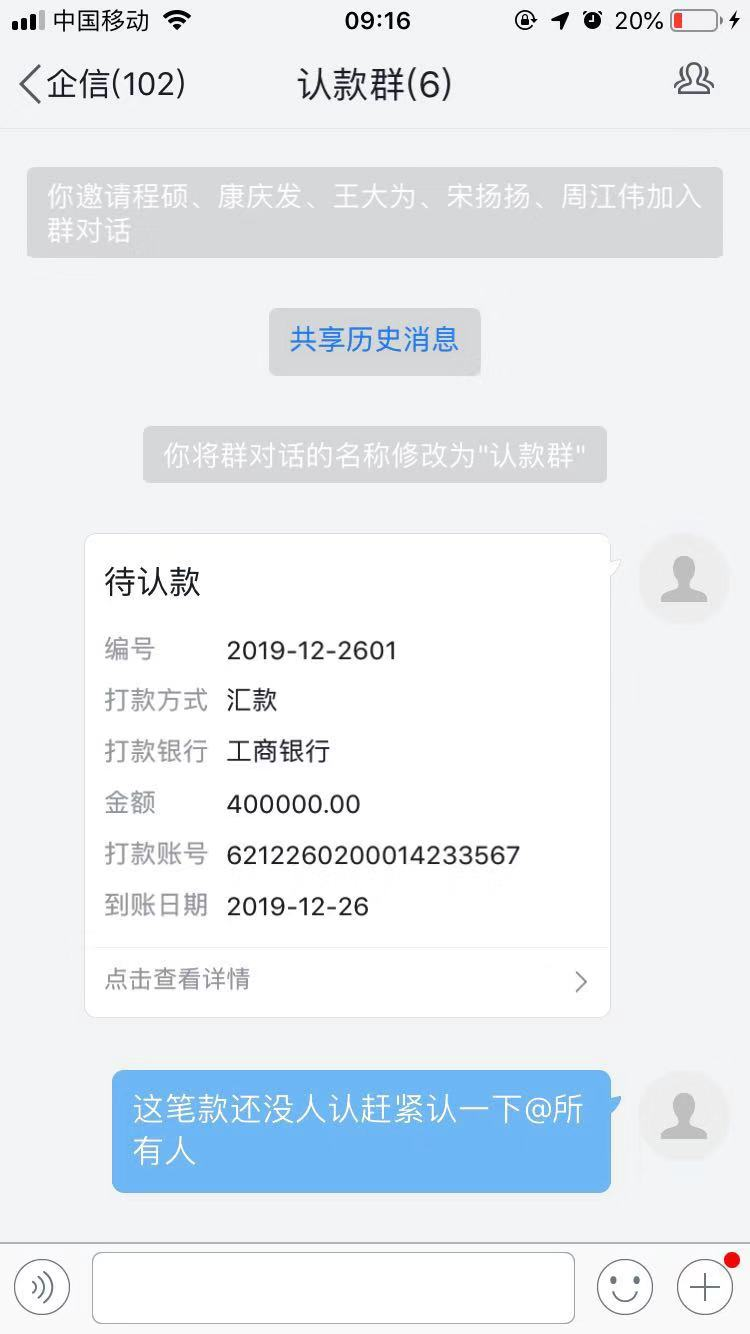 中国移动 09:16 20%
企信(102) 认款群(6)
你邀请程硕、康庆发、王大为、宋扬扬、周江伟加入
群对话
共享历史消息
你将群对话的名称修改为"认款群"
待认款
编号 2019-12-2601
打款方式 汇款
打款银行 工商银行
金额 400000.00
打款账号 6212260200014233567
到账日期 2019-12-26
点击查看详情
这笔款还没人认赶紧认一下@所
有人